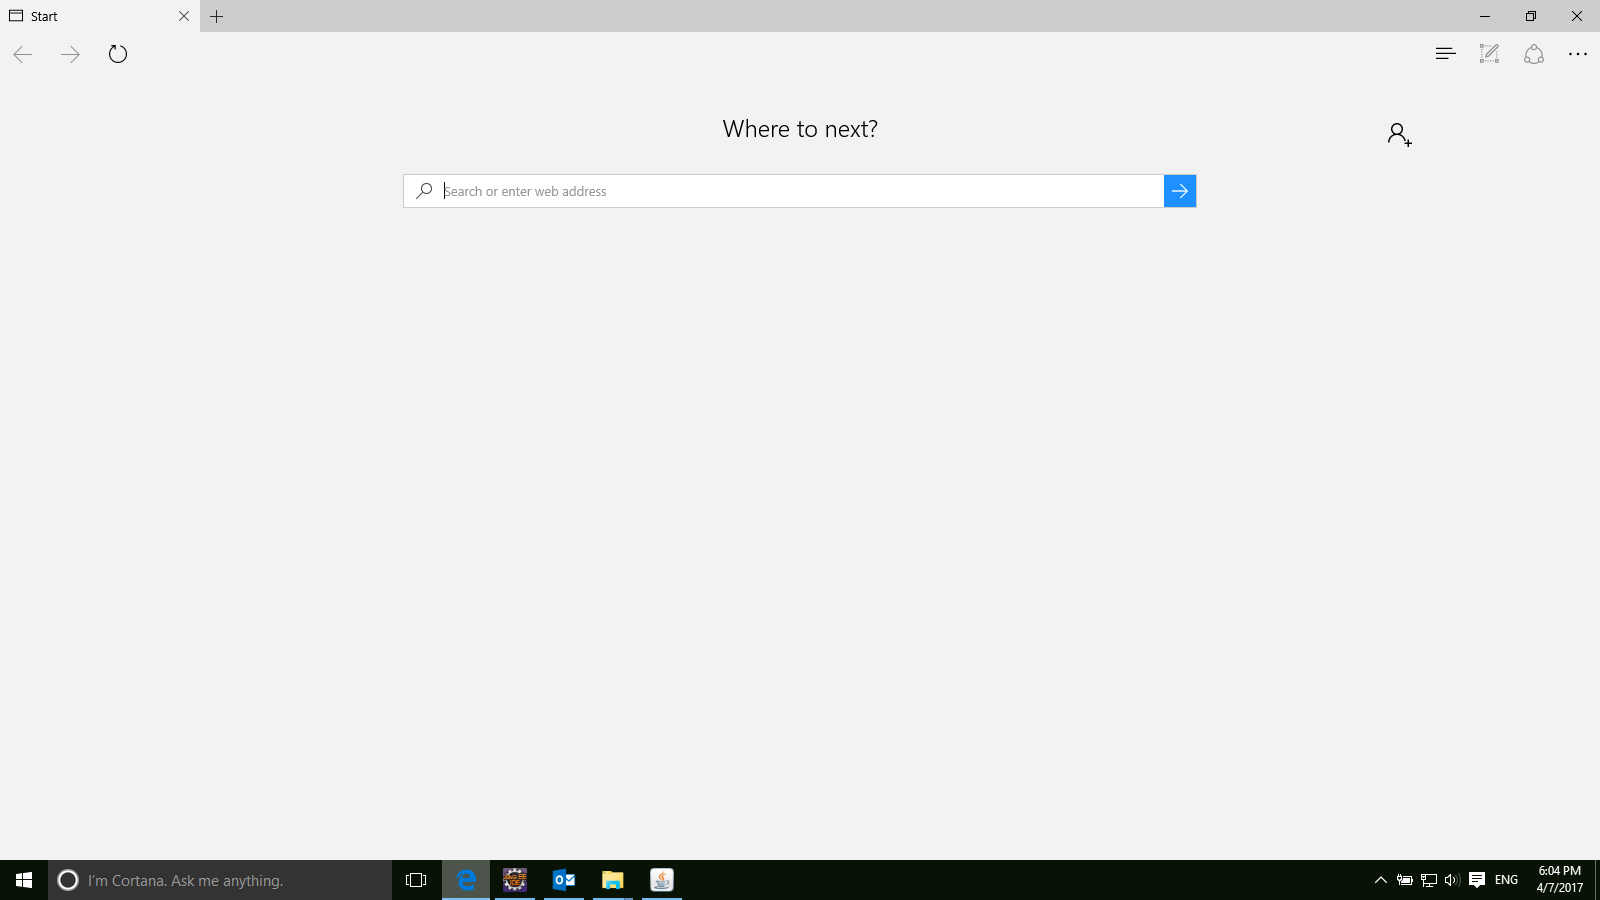 Start
Where to next?
Search or enter web address
I'm Cortana. Ask me anything.
ENG
6:04 PM
4/7/2017